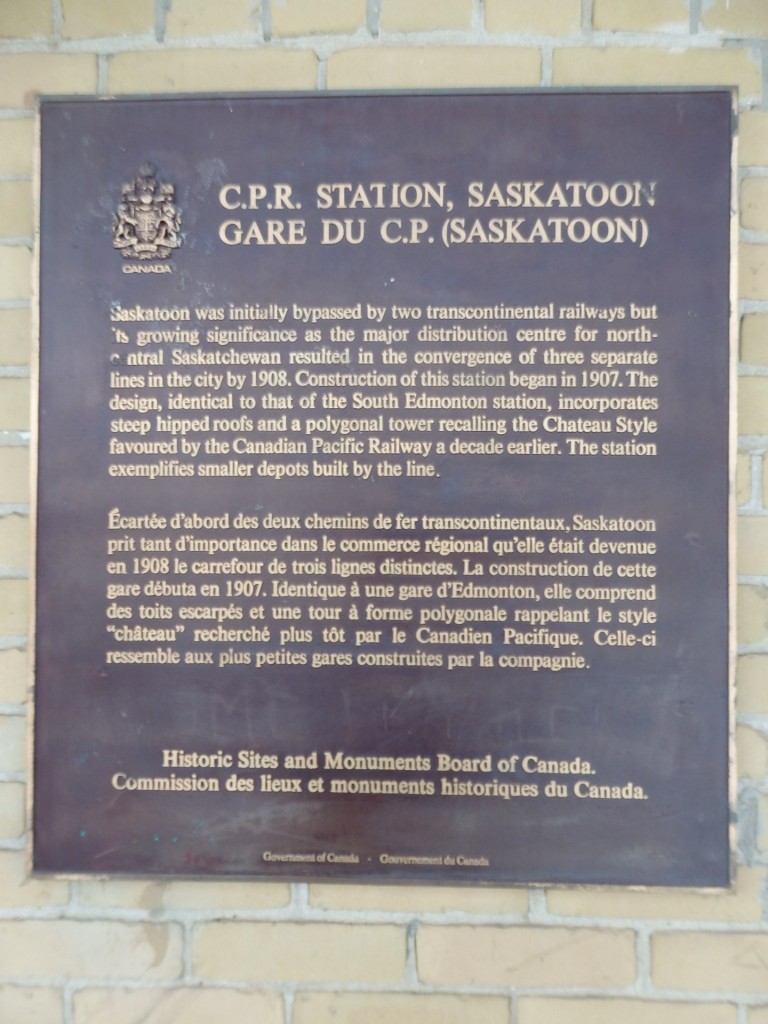 C.P.R. STATION, SASKATOON
GARE DU C.P. (SASKATOON)
CANADA
Saskatoon was initially bypassed by two transcontinental railways but
its growing significance as the major distribution centre for north-
central Saskatchewan resulted in the convergence of three separate
lines in the city by 1908. Construction of this station began in 1907. The
design, identical to that of the South Edmonton station, incorporates
steep hipped roofs and a polygonal tower recalling the Chateau Style
favoured by the Canadian Pacific Railway a decade earlier. The station
exemplifies smaller depots built by the line.
Écartée d'abord des deux chemins de fer transcontinentaux, Saskatoon
prit tant d'importance dans le commerce régional qu'elle était devenue
en 1908 le carrefour de trois lignes distinctes. La construction de cette
gare débuta en 1907. Identique à une gare d'Edmonton, elle comprend
des toits escarpés et une tour à forme polygonale rappelant le style
"château" recherché plus tôt par le Canadien Pacifique. Celle-ci
ressemble aux plus petites gares construites par la compagnie.
Historic Sites and Monuments Board of Canada.
Commission des lieux et monuments historiques du Canada.
Government of Canada - Gouvernement du Canada